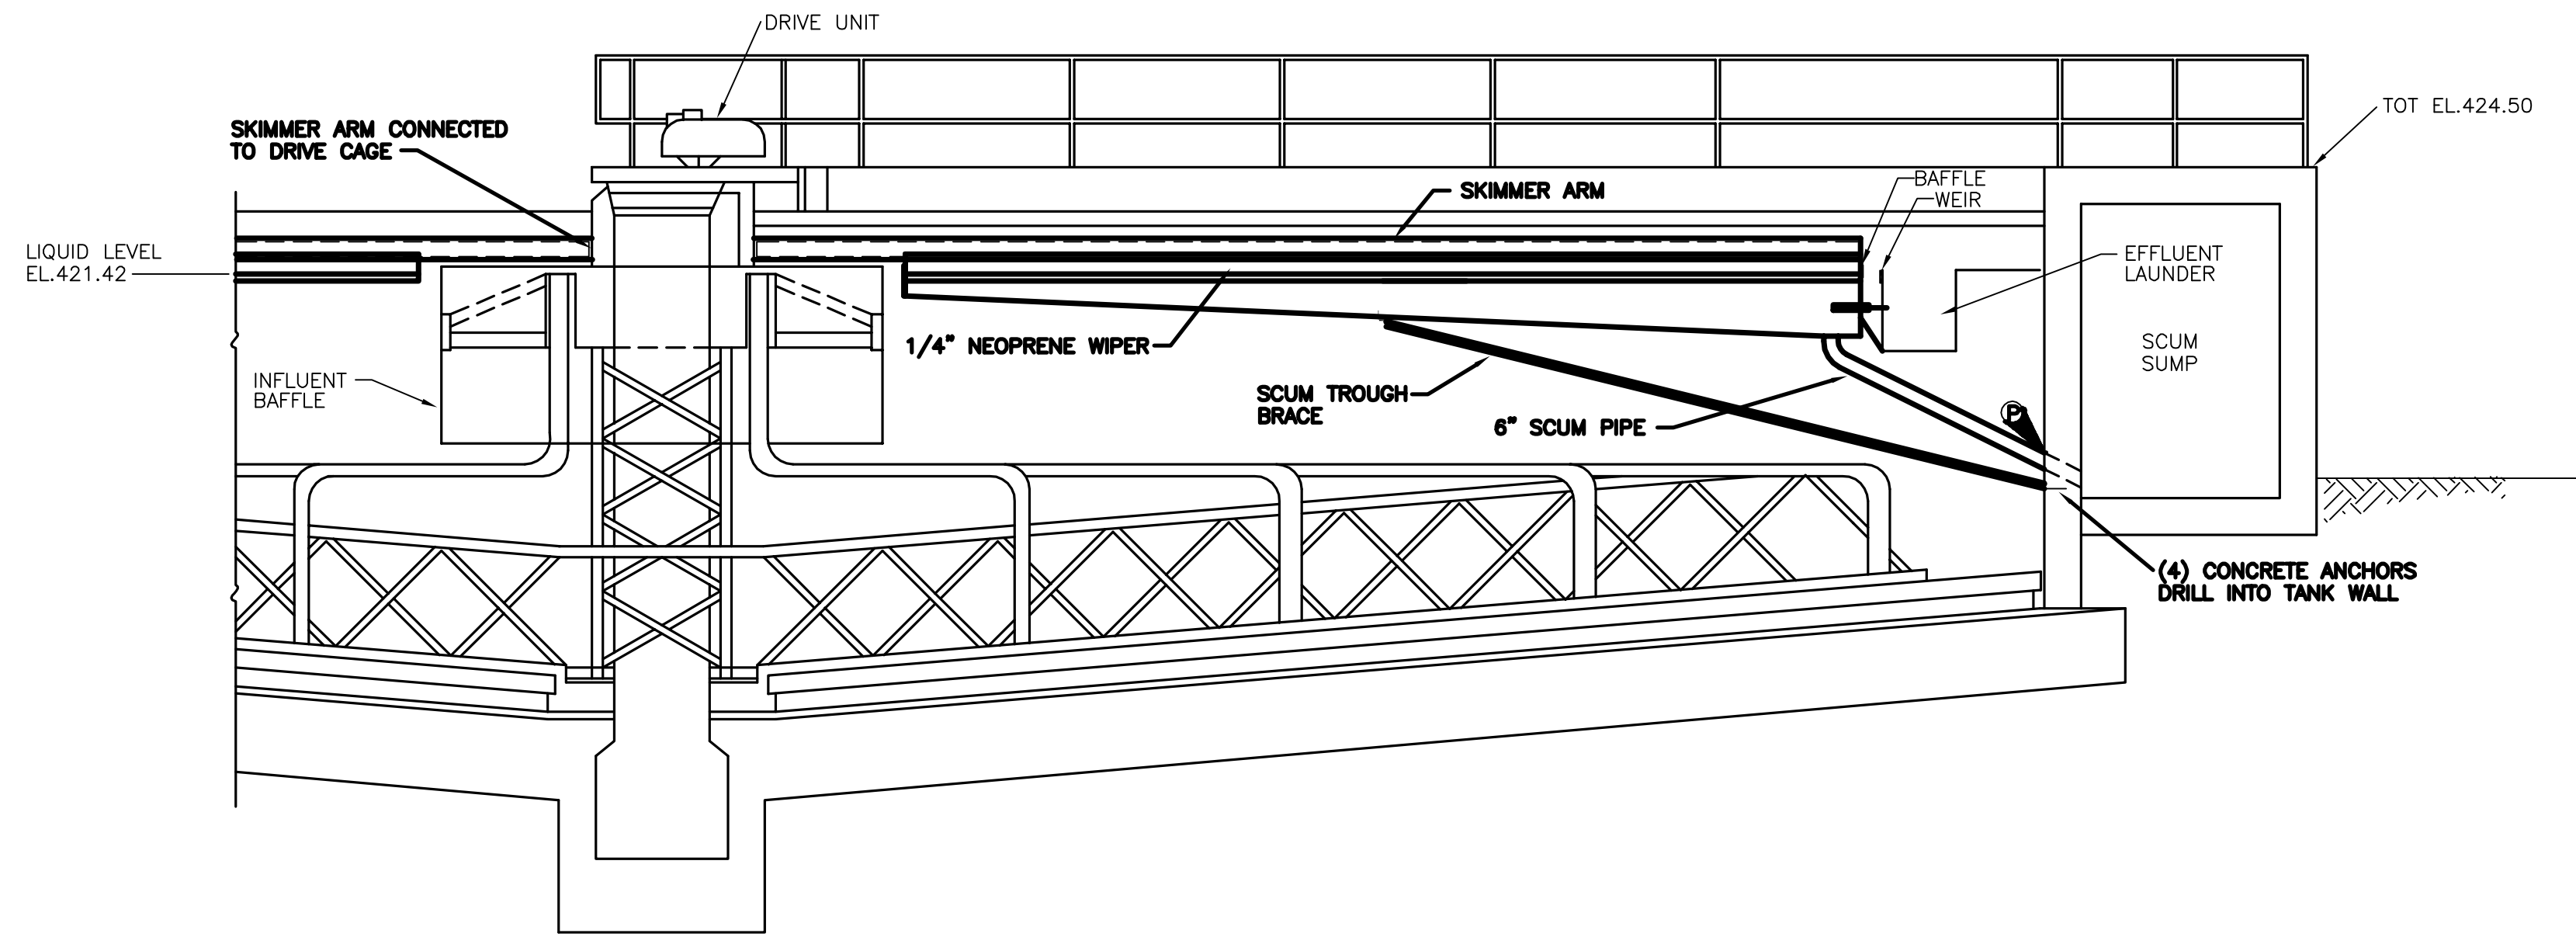 DRIVE UNIT
TOT EL.424.50
SKIMMER ARM CONNECTED
TO DRIVE CAGE
SKIMMER ARM
BAFFLE
WEIR
LIQUID LEVEL
EL.421.42
EFFLUENT
LAUNDER
1/4" NEOPRENE WIPER
SCUM
SUMP
INFLUENT
BAFFLE
SCUM TROUGH
BRACE
6" SCUM PIPE
P
(4) CONCRETE ANCHORS
DRILL INTO TANK WALL